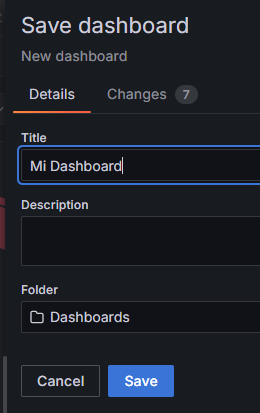 Save dashboard
New dashboard
Details Changes 7
Title
Mi Dashboard
Description
Folder
Dashboards
Cancel Save